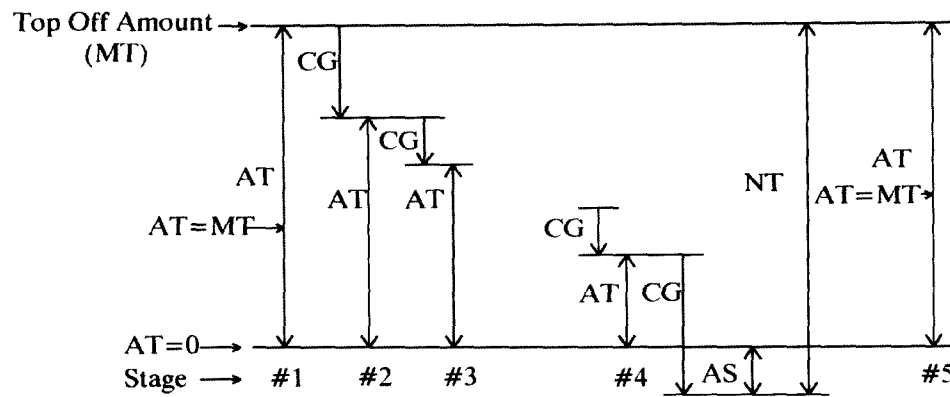 Top Off Amount
(MT)
CG
CG
AT
AT
AT
NT
AT
AT=MT
AT=MT
CG
AT
CG
AT=0
AS
Stage
#1
#2
#3
#4
#5